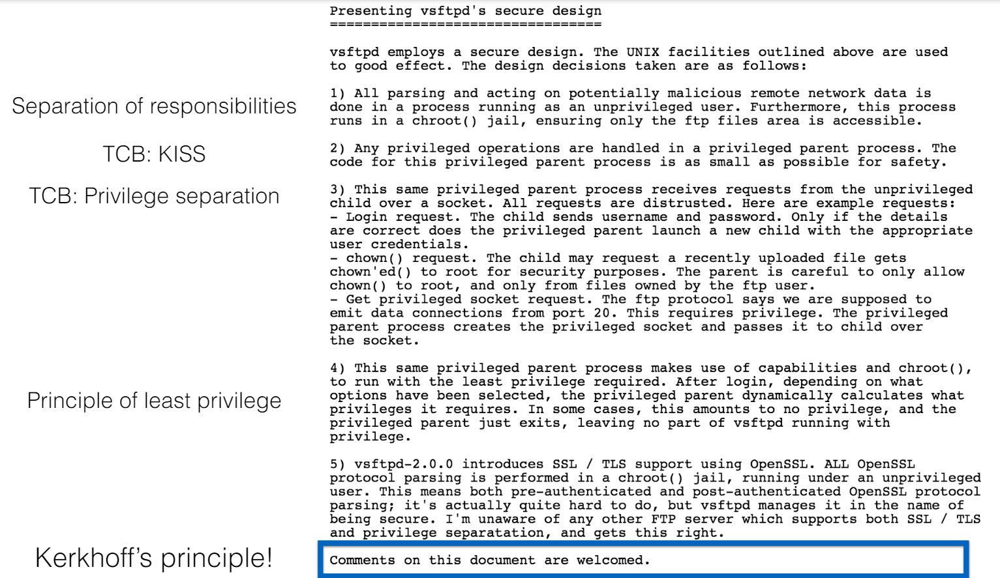 Presenting vsftpd's secure design
=================================
vsftpd employs a secure design. The UNIX facilities outlined above are used
to good effect. The design decisions taken are as follows:
Separation of responsibilities
1) All parsing and acting on potentially malicious remote network data is
done in a process running as an unprivileged user. Furthermore, this process
runs in a chroot() jail, ensuring only the ftp files area is accessible.
TCB: KISS
2) Any privileged operations are handled in a privileged parent process. The
code for this privileged parent process is as small as possible for safety.
TCB: Privilege separation
3) This same privileged parent process receives requests from the unprivileged
child over a socket. All requests are distrusted. Here are example requests:
- Login request. The child sends username and password. Only if the details
are correct does the privileged parent launch a new child with the appropriate
user credentials.
- chown() request. The child may request a recently uploaded file gets
chown'ed() to root for security purposes. The parent is careful to only allow
chown() to root, and only from files owned by the ftp user.
- Get privileged socket request. The ftp protocol says we are supposed to
emit data connections from port 20. This requires privilege. The privileged
parent process creates the privileged socket and passes it to child over
the socket.
Principle of least privilege
4) This same privileged parent process makes use of capabilities and chroot(),
to run with the least privilege required. After login, depending on what
options have been selected, the privileged parent dynamically calculates what
privileges it requires. In some cases, this amounts to no privilege, and the
privileged parent just exits, leaving no part of vsftpd running with
privilege.
5) vsftpd-2.0.0 introduces SSL / TLS support using OpenSSL. ALL OpenSSL
protocol parsing is performed in a chroot() jail, running under an unprivileged
user. This means both pre-authenticated and post-authenticated OpenSSL protocol
parsing; it's actually quite hard to do, but vsftpd manages it in the name of
being secure. I'm unaware of any other FTP server which supports both SSL / TLS
and privilege separatation, and gets this right.
Kerkhoff's principle!
Comments on this document are welcomed.